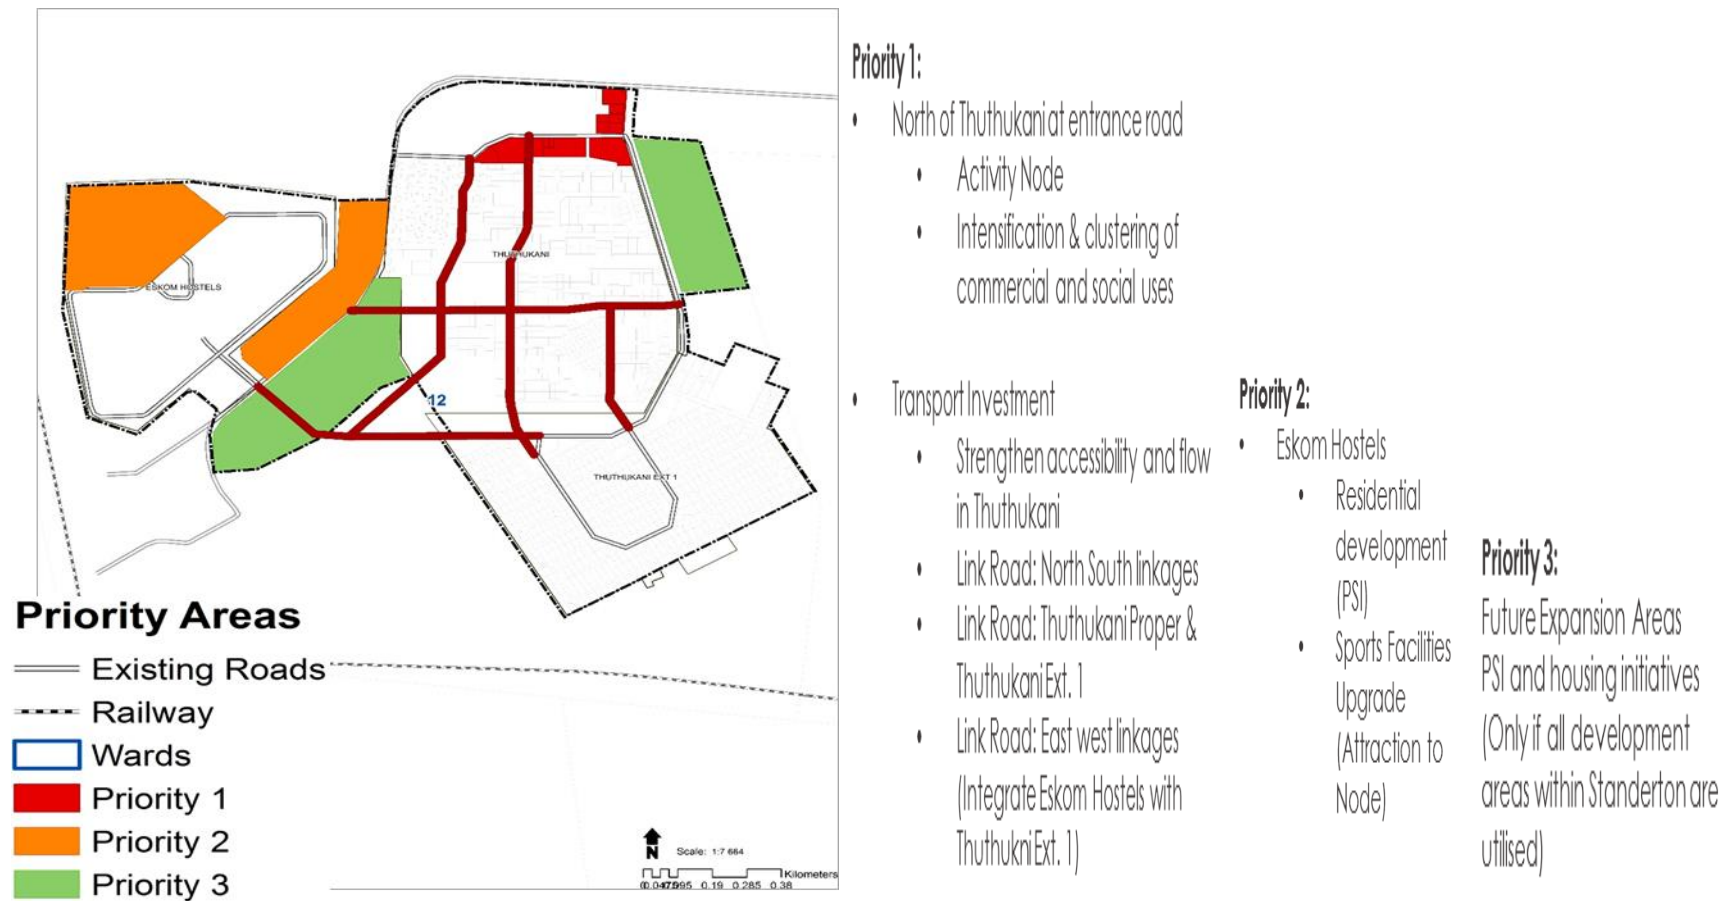 THUTHUKANI
ESKOM HOSTELS
12
THUTHUKANI EXT 1
Priority Areas
Existing Roads
Railway
Wards
Priority 1
Priority 2
Priority 3
N
Scale: 1:7 664
Kilometers
0.19 0.285 0.38
Priority 1:
• North of Thuthukani at entrance road
• Activity Node
• Intensification & clustering of
commercial and social uses
• Transport Investment
• Strengthen accessibility and flow
in Thuthukani
• Link Road: North South linkages
• Link Road: Thuthukani Proper &
Thuthukani Ext. 1
• Link Road: East west linkages
(Integrate Eskom Hostels with
Thuthukni Ext. 1)
Priority 2:
• Eskom Hostels
• Residential
development
(PSI)
• Sports Facilities
Upgrade
(Attraction to
Node)
Priority 3:
Future Expansion Areas
PSI and housing initiatives
(Only if all development
areas within Standerton are
utilised)